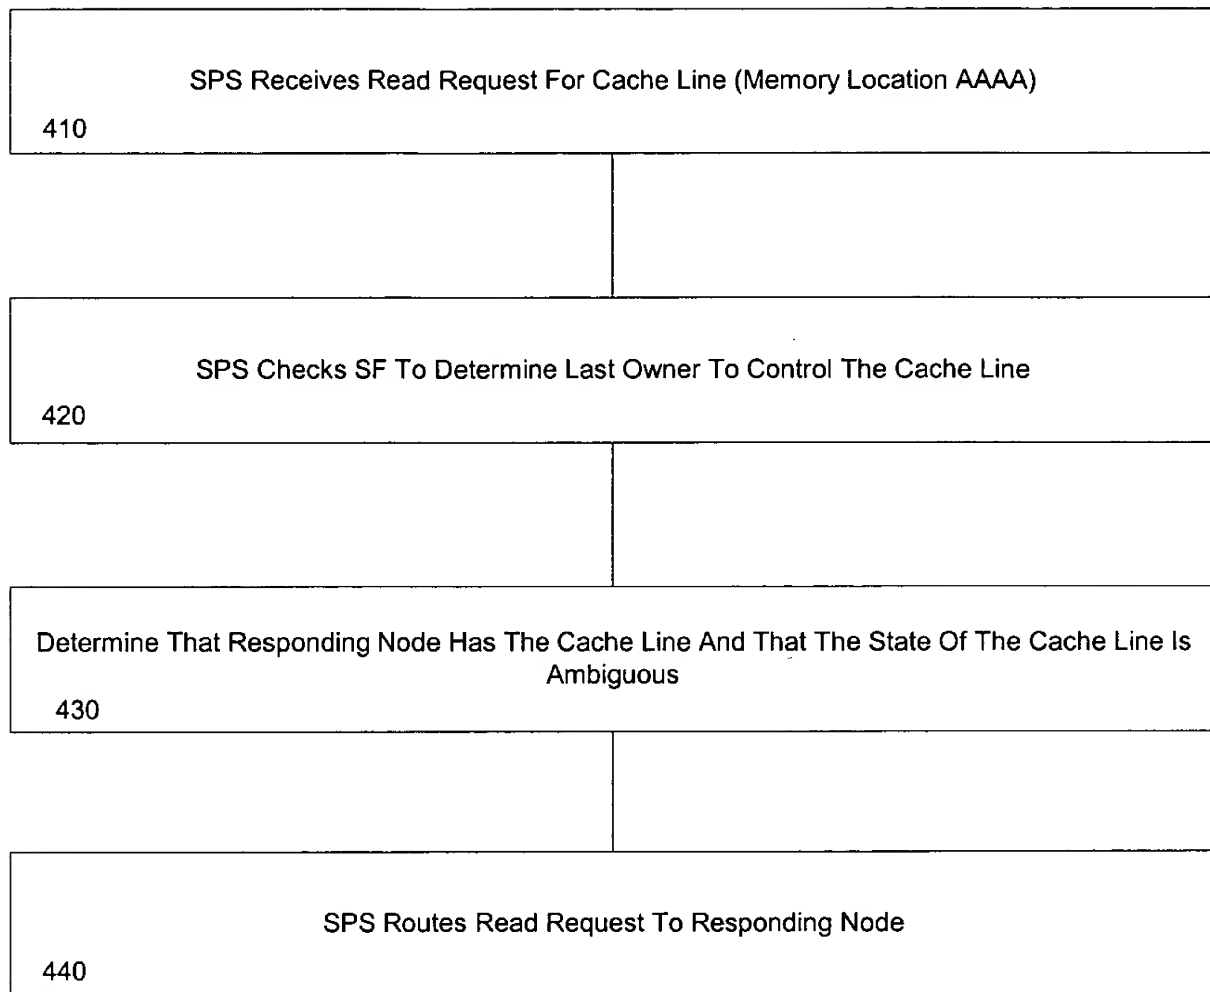 SPS Receives Read Request For Cache Line (Memory Location AAAA)
410
SPS Checks SF To Determine Last Owner To Control The Cache Line
420
Determine That Responding Node Has The Cache Line And That The State Of The Cache Line Is
Ambiguous
430
SPS Routes Read Request To Responding Node
440